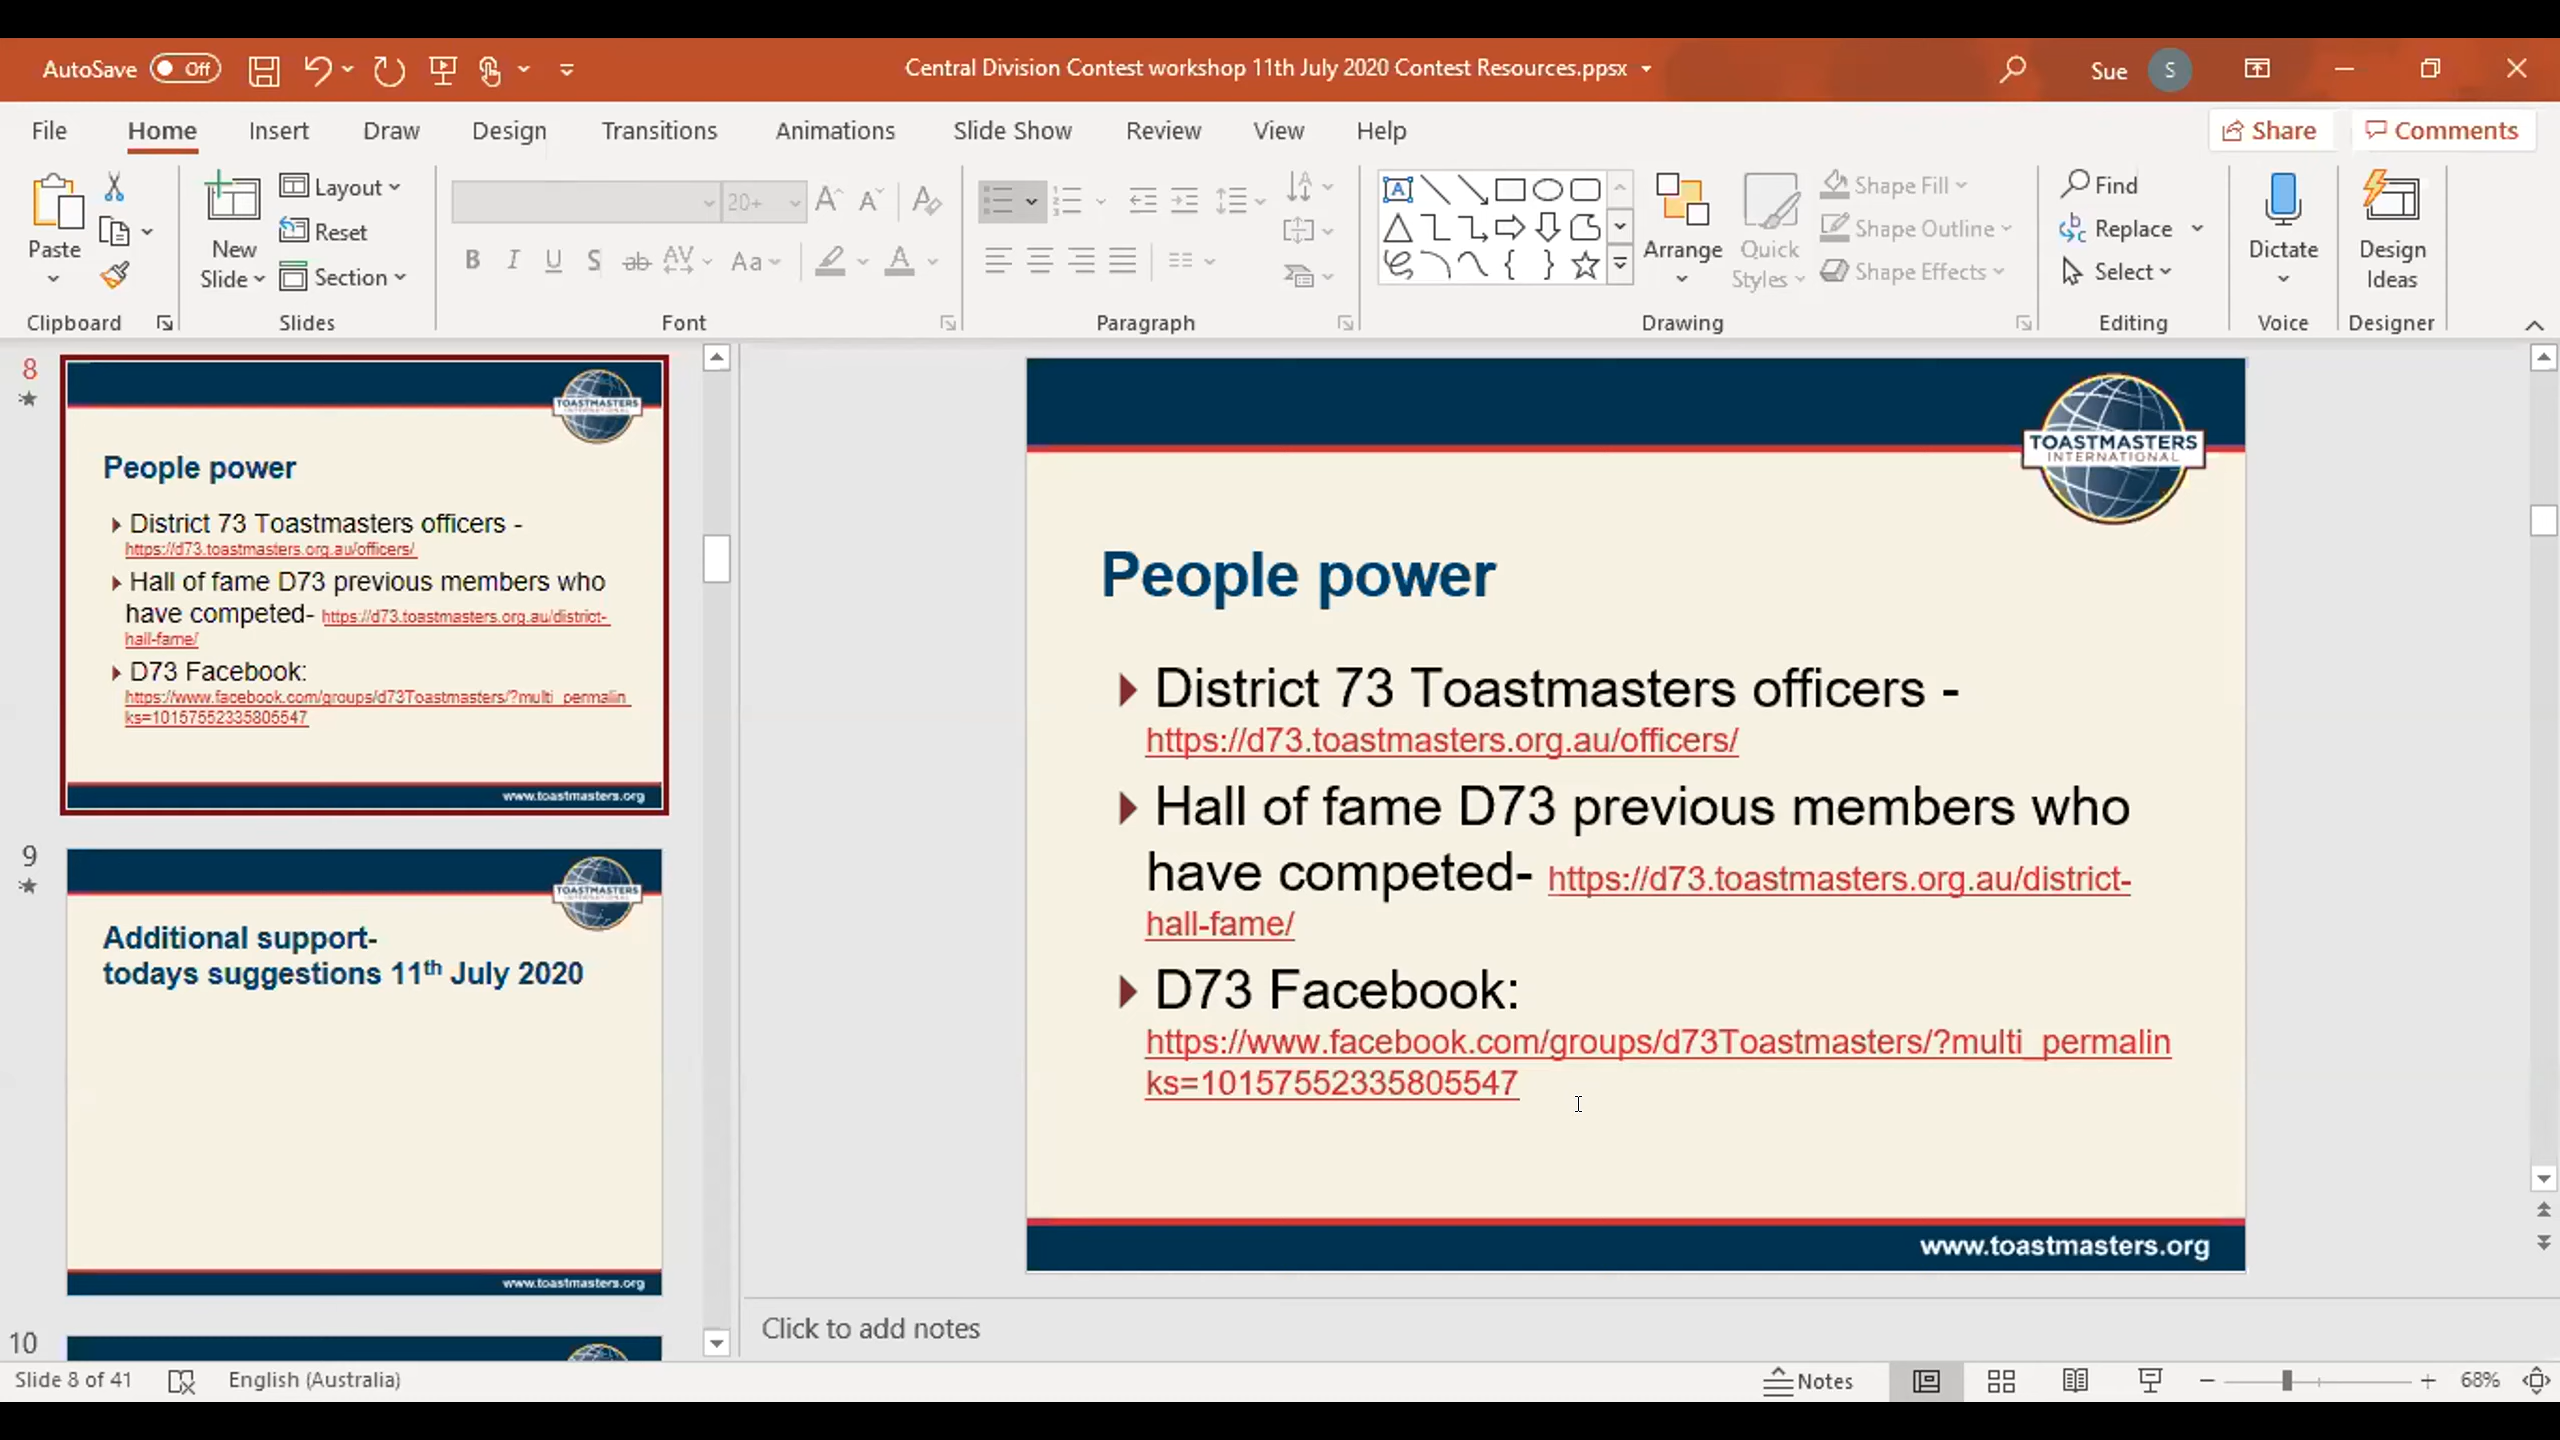 AutoSave Off
Central Division Contest workshop 11th July 2020 Contest Resources.ppsx
Sue S
File Home Insert Draw Design Transitions Animations Slide Show Review View Help
Share Comments
Paste
New Slide
Layout
Reset
Section
20+
B I U S ab AV Aa A
Arrange
Quick Styles
Shape Fill
Shape Outline
Shape Effects
Find
Replace
Select
Dictate
Design Ideas
Clipboard Slides Font Paragraph Drawing Editing Voice Designer
8
TOASTMASTERS
INTERNATIONAL
People power
District 73 Toastmasters officers -
https://d73.toastmasters.org.au/officers/
Hall of fame D73 previous members who
have competed- https://d73.toastmasters.org.au/district-
hall-fame/
D73 Facebook:
https://www.facebook.com/groups/d73Toastmasters/?multi_permalin
ks=10157552335805547
www.toastmasters.org
9
TOASTMASTERS
INTERNATIONAL
Additional support-
todays suggestions 11th July 2020
www.toastmasters.org
10
TOASTMASTERS
INTERNATIONAL
People power
District 73 Toastmasters officers -
https://d73.toastmasters.org.au/officers/
Hall of fame D73 previous members who
have competed- https://d73.toastmasters.org.au/district-
hall-fame/
D73 Facebook:
https://www.facebook.com/groups/d73Toastmasters/?multi_permalin
ks=10157552335805547
www.toastmasters.org
Click to add notes
Slide 8 of 41 English (Australia)
Notes
68%